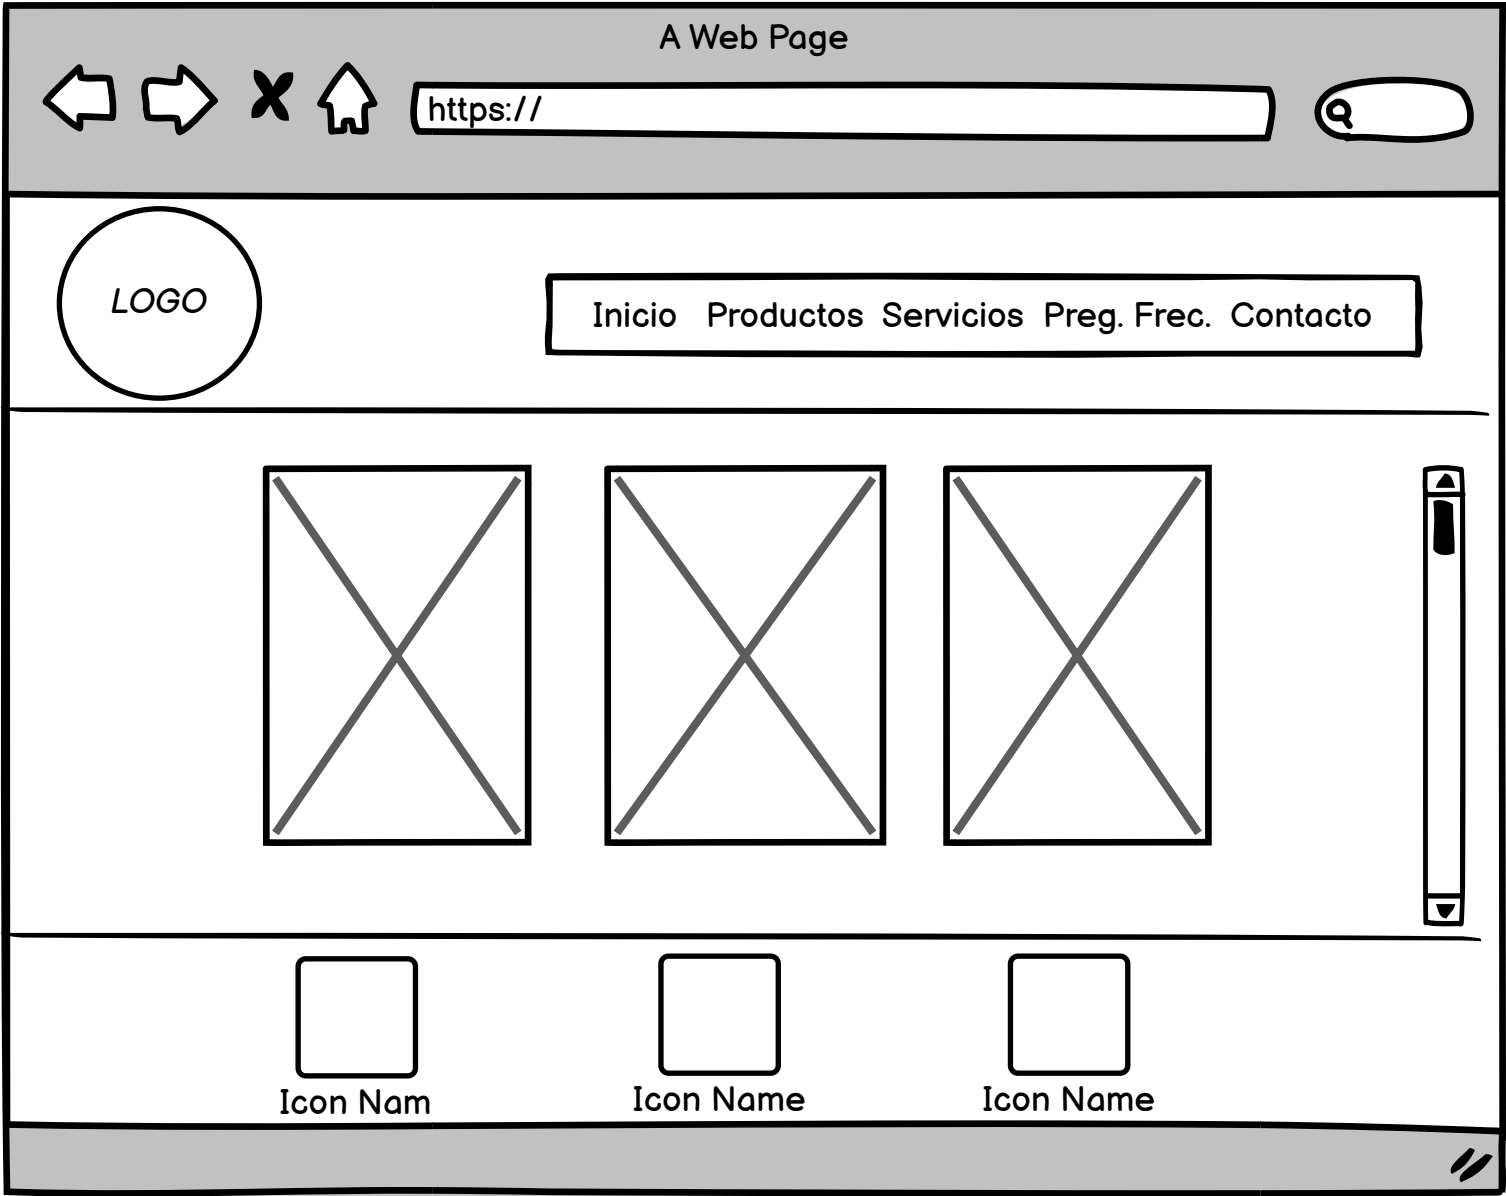 A Web Page
https://
LOGO
Inicio Productos Servicios Preg. Frec. Contacto
Icon Nam Icon Name Icon Name